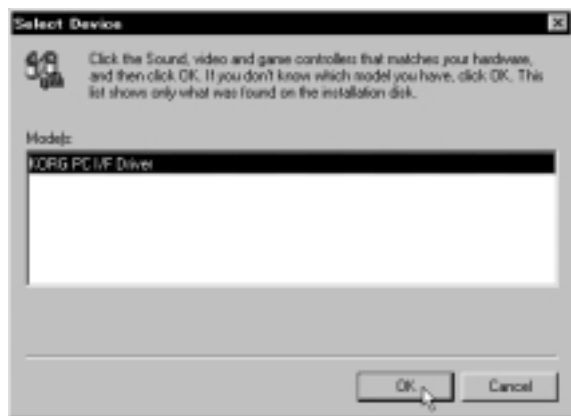 Select Device
Click the Sound, video and game controllers that matches your hardware,
and then click OK. If you don't know which model you have, click OK. This
list shows only what was found on the installation disk.
Models:
KORG PC I/F Driver
OK
Cancel